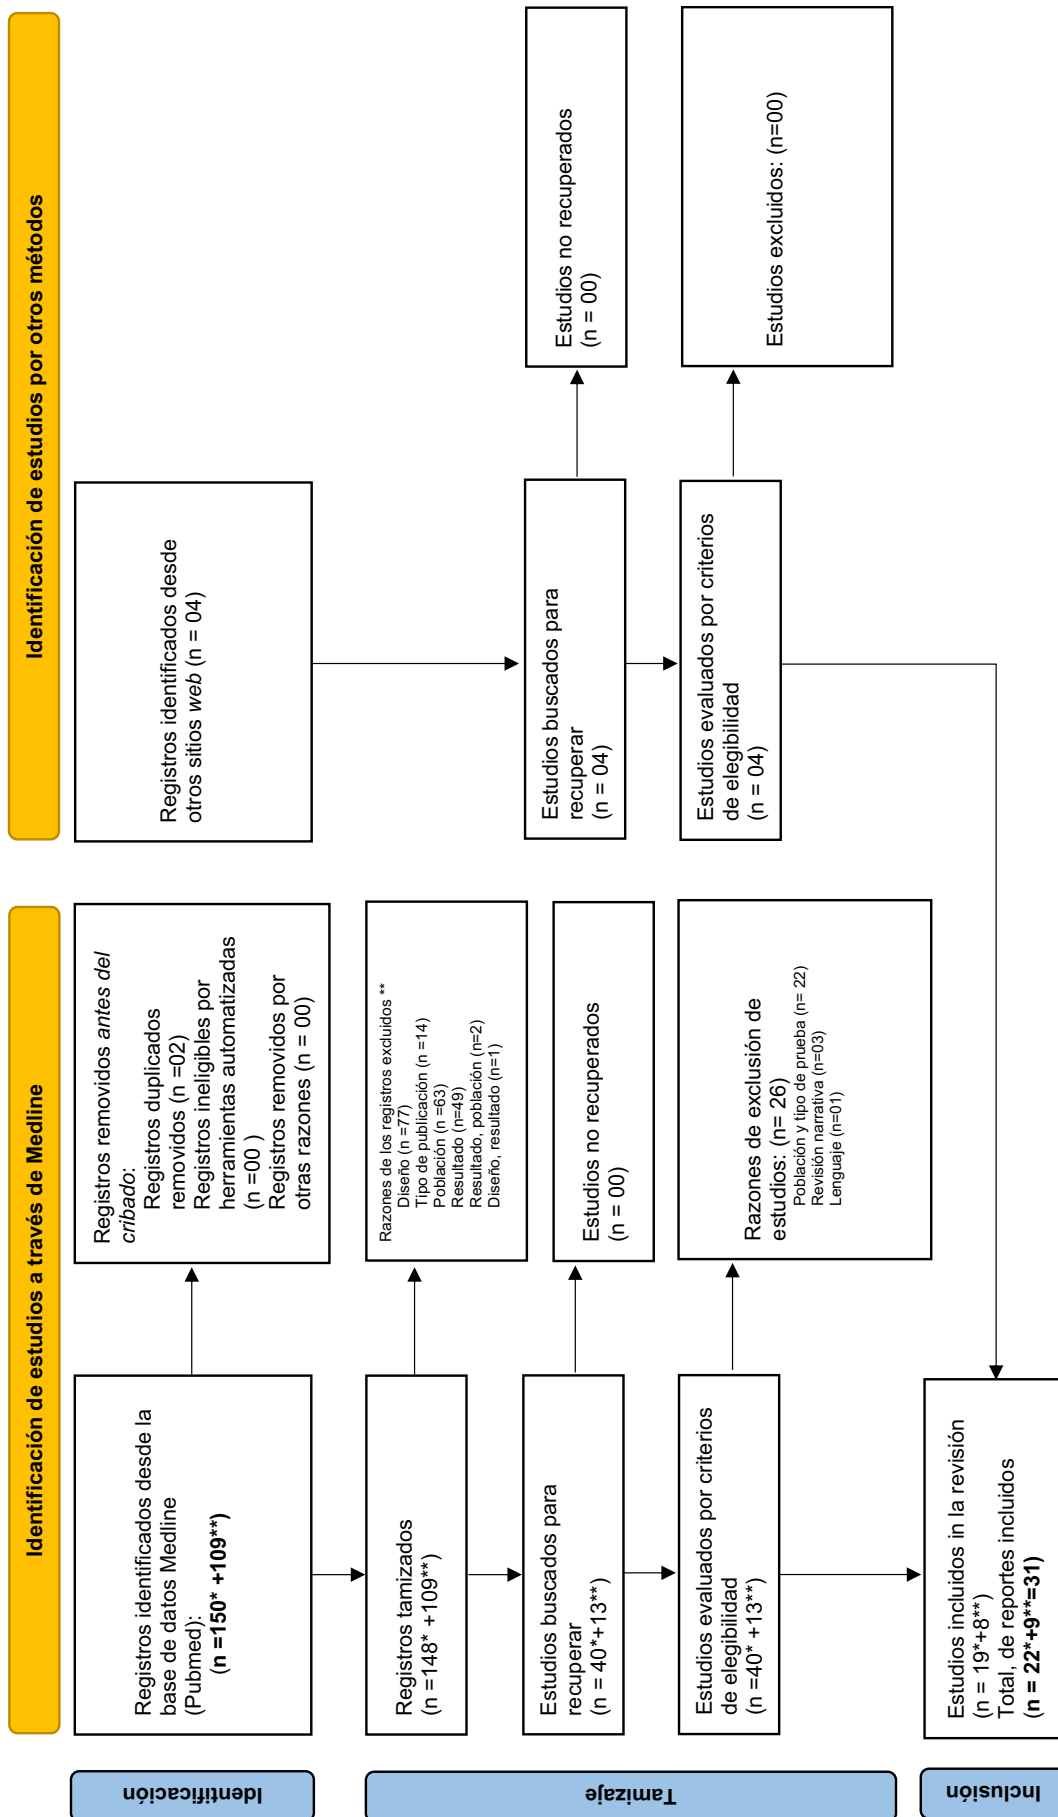 Identificación de estudios a través de Medline
Identificación de estudios por otros métodos
Identificación
Registros identificados desde la
base de datos Medline
(Pubmed):
(n =150* +109**)
Registros removidos antes del
cribado:
Registros duplicados
removidos (n =02)
Registros ineligibles por
herramientas automatizadas
(n =00 )
Registros removidos por
otras razones (n = 00)
Registros identificados desde
otros sitios web (n = 04)
Tamizaje
Registros tamizados
(n =148* +109**)
Razones de los registros excluidos **
Diseño (n =77)
Tipo de publicación (n =14)
Población (n =63)
Resultado (n=49)
Resultado, población (n=2)
Diseño, resultado (n=1)
Estudios buscados para
recuperar
(n = 40*+13**)
Estudios no recuperados
(n = 00)
Estudios buscados para
recuperar
(n = 04)
Estudios no recuperados
(n = 00)
Estudios evaluados por criterios
de elegibilidad
(n =40* +13**)
Razones de exclusión de
estudios: (n= 26)
Población y tipo de prueba (n= 22)
Revisión narrativa (n=03)
Lenguaje (n=01)
Estudios evaluados por criterios
de elegibilidad
(n = 04)
Estudios excluidos: (n=00)
Inclusión
Estudios incluidos in la revisión
(n = 19*+8**)
Total, de reportes incluidos
(n = 22*+9**=31)